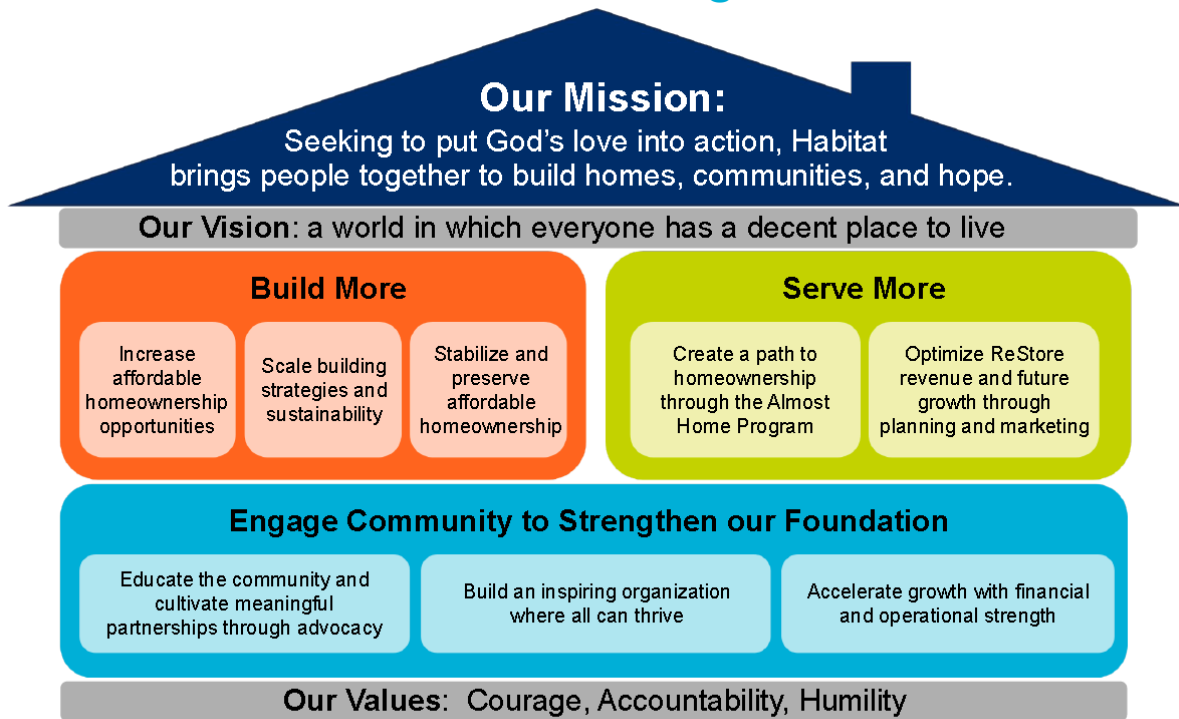 Our Mission:
Seeking to put God's love into action, Habitat
brings people together to build homes, communities, and hope.
Our Vision: a world in which everyone has a decent place to live
Build More
Increase
affordable
homeownership
opportunities
Scale building
strategies and
sustainability
Stabilize and
preserve
affordable
homeownership
Serve More
Create a path to
homeownership
through the Almost
Home Program
Optimize ReStore
revenue and future
growth through
planning and marketing
Engage Community to Strengthen our Foundation
Educate the community and
cultivate meaningful
partnerships through advocacy
Build an inspiring organization
where all can thrive
Accelerate growth with financial
and operational strength
Our Values: Courage, Accountability, Humility